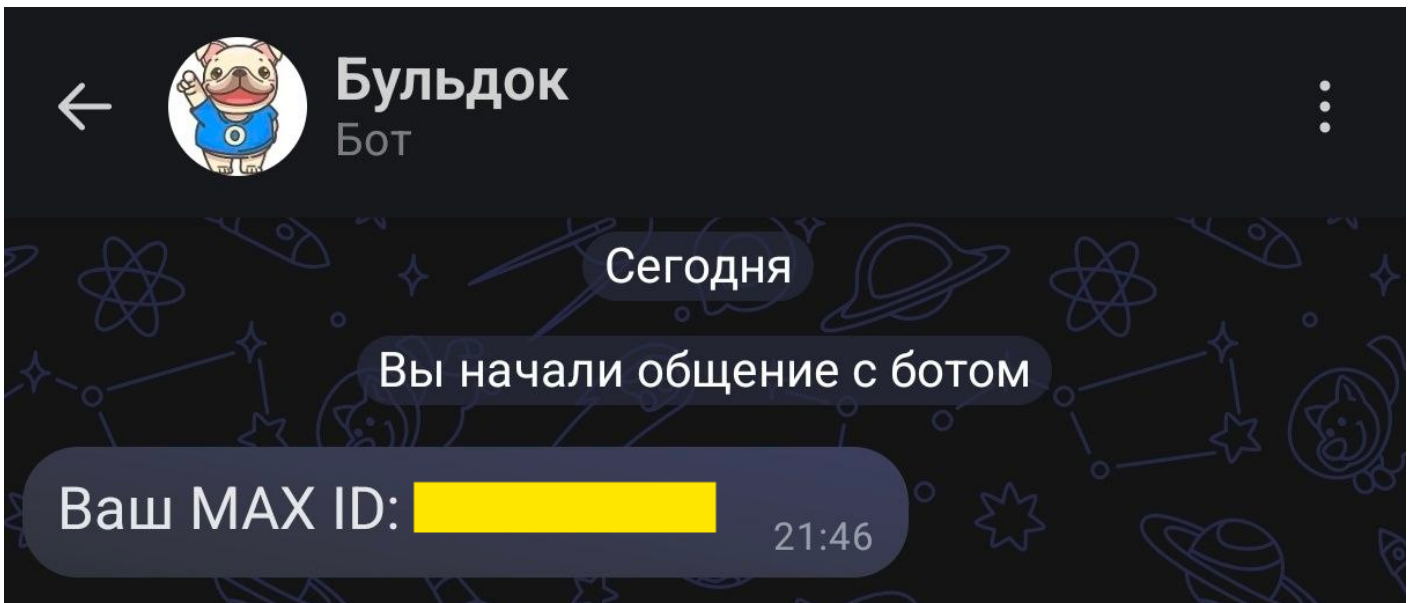 Бульдок
Бот
Сегодня
Вы начали общение с ботом
Ваш MAX ID:
21:46